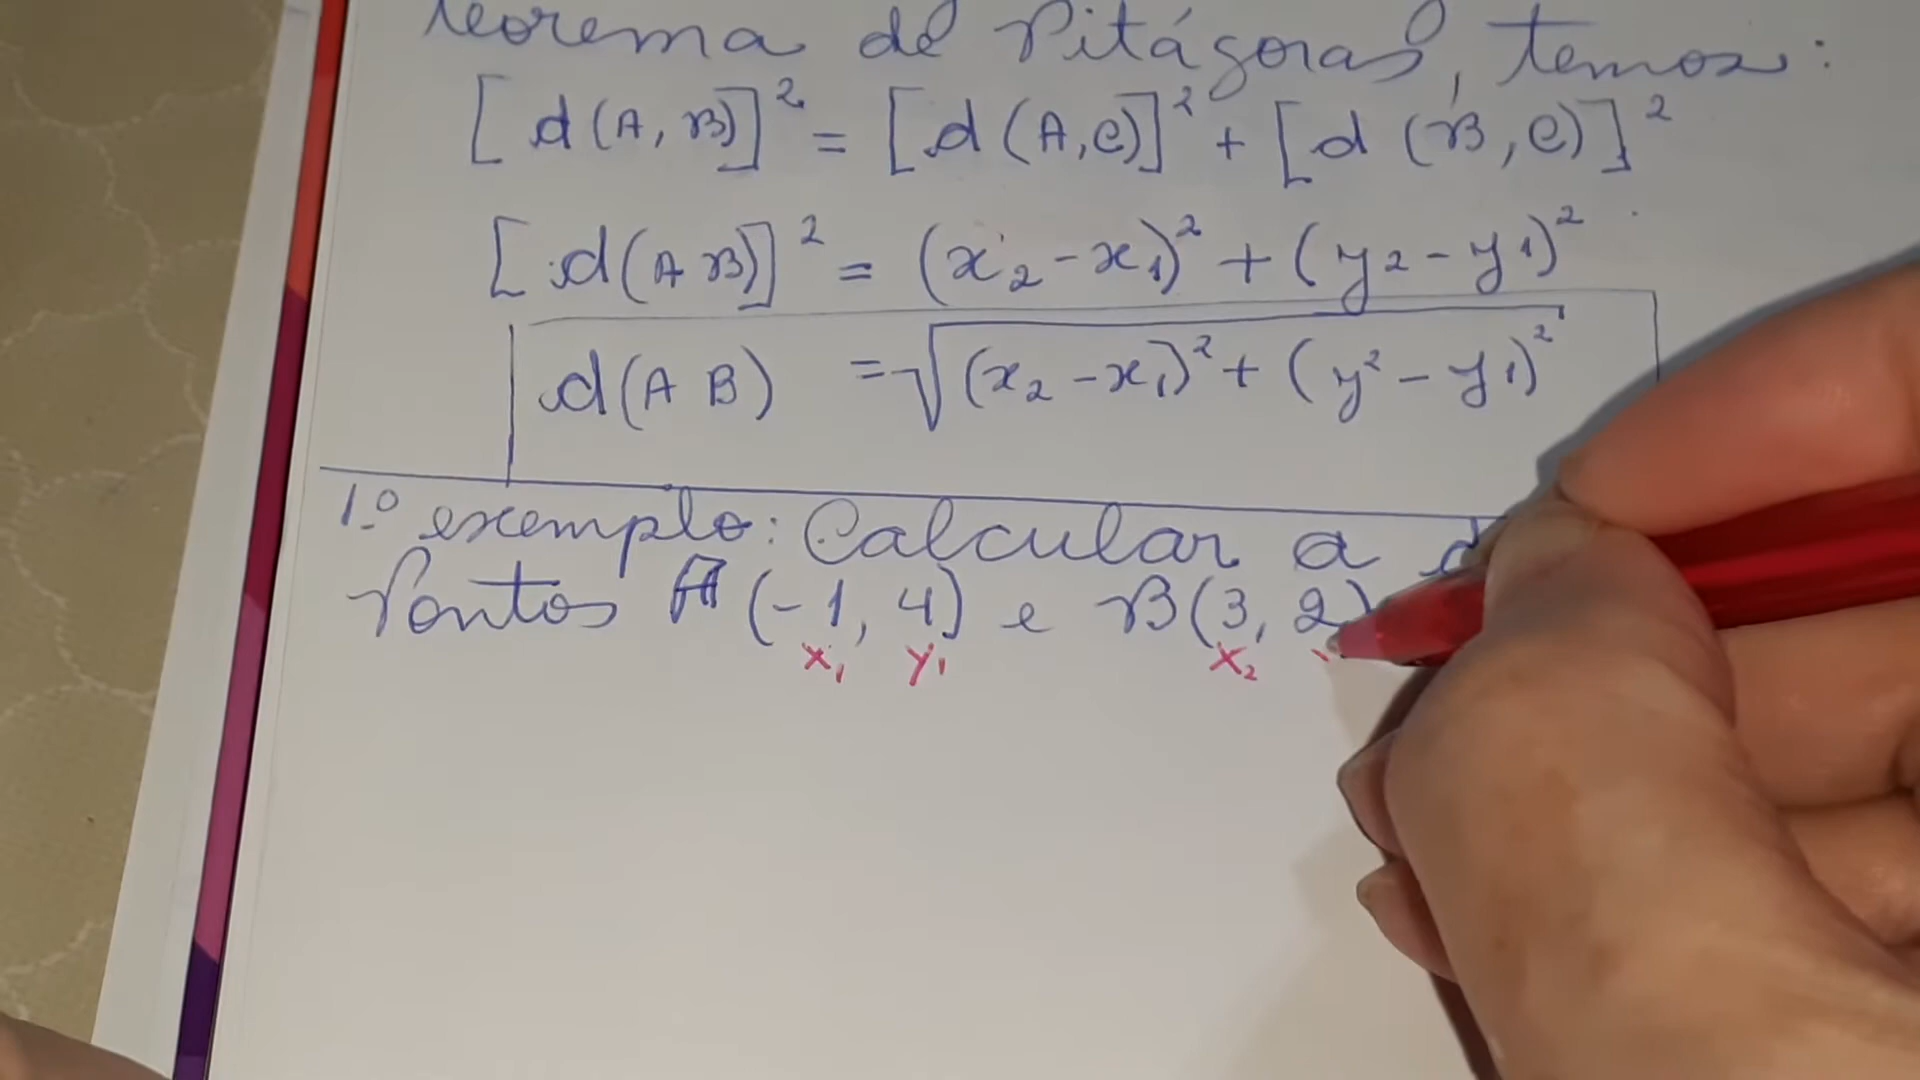 teorema de Pitágoras, temos:
[d(A, B)]² = [d(A,C)]² + [d(B,C)]²
[d(A B)]² = (x₂ - x₁)² + (y₂ - y₁)²
d(A B) = √(x₂ - x₁)² + (y² - y₁)²
1º exemplo: Calcular a
Pontos A (-1, 4) e B(3, 2)
x₁ y₁ x₂